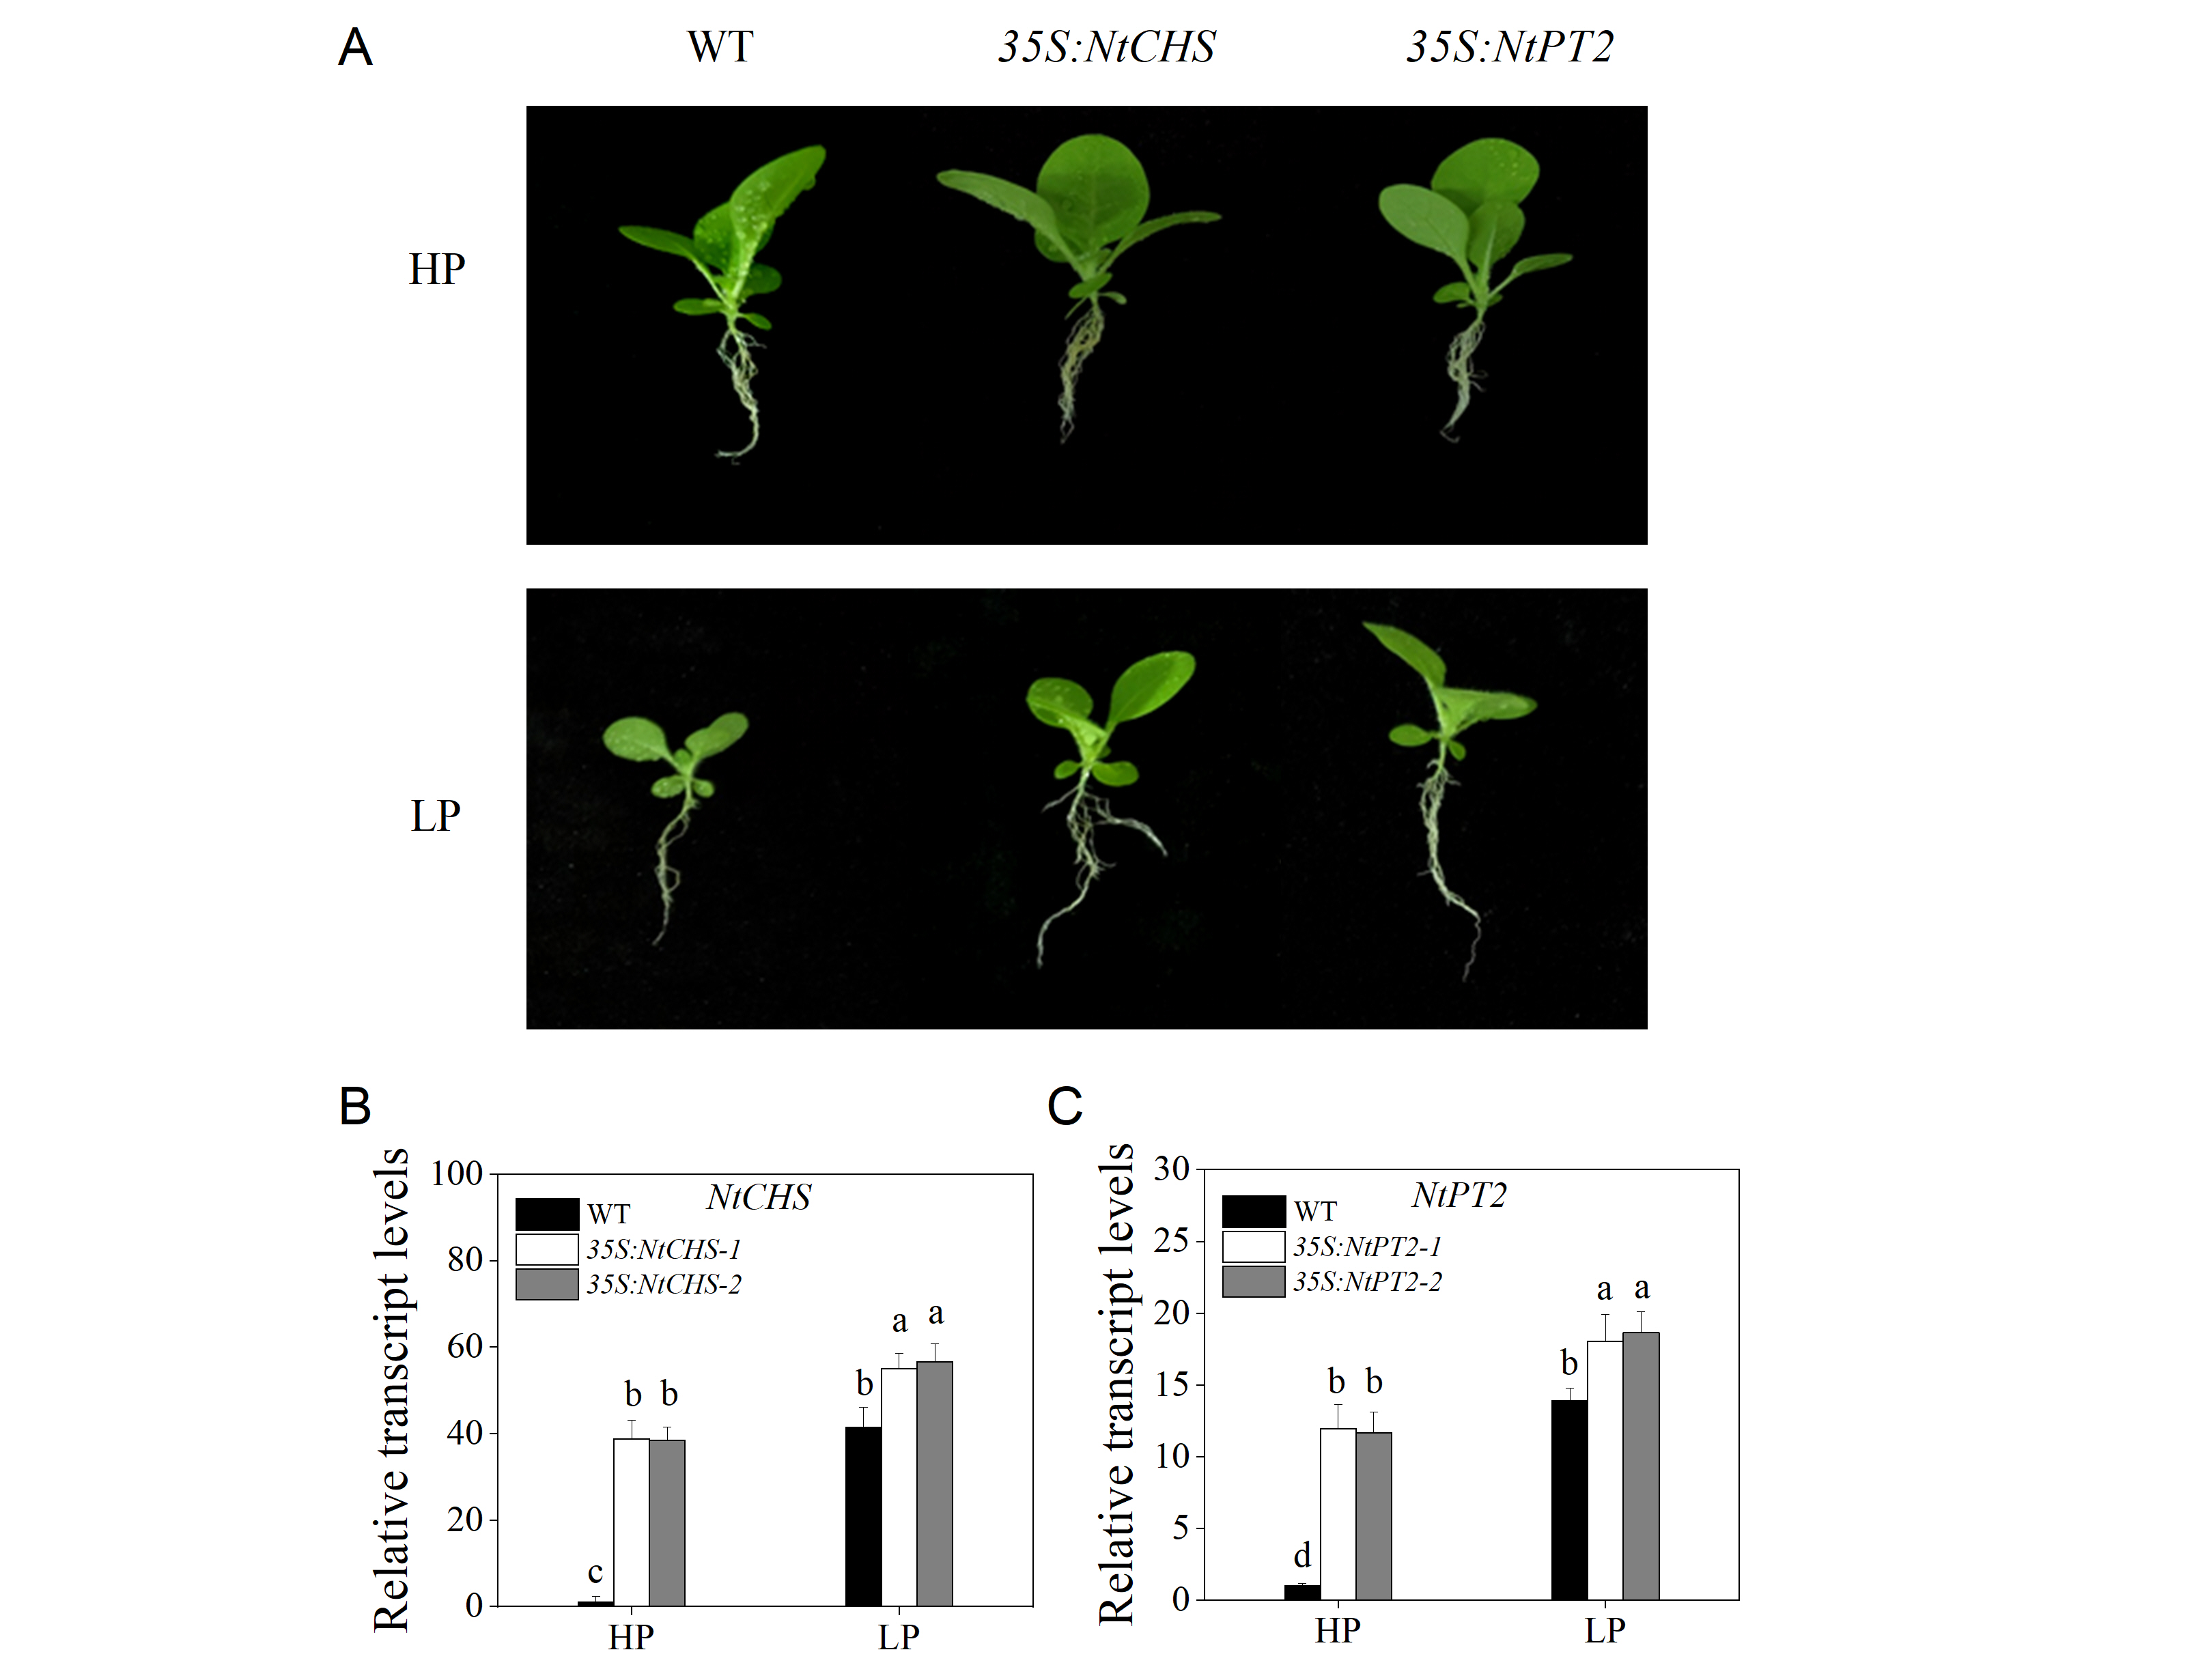 A
WT 35S:NtCHS 35S:NtPT2
HP
LP
B
Relative transcript levels
100
80
60
40
20
0
NtCHS
WT
35S:NtCHS-1
35S:NtCHS-2
c b b b a a
HP LP
C
Relative transcript levels
30
25
20
15
10
5
0
NtPT2
WT
35S:NtPT2-1
35S:NtPT2-2
d b b b a a
HP LP